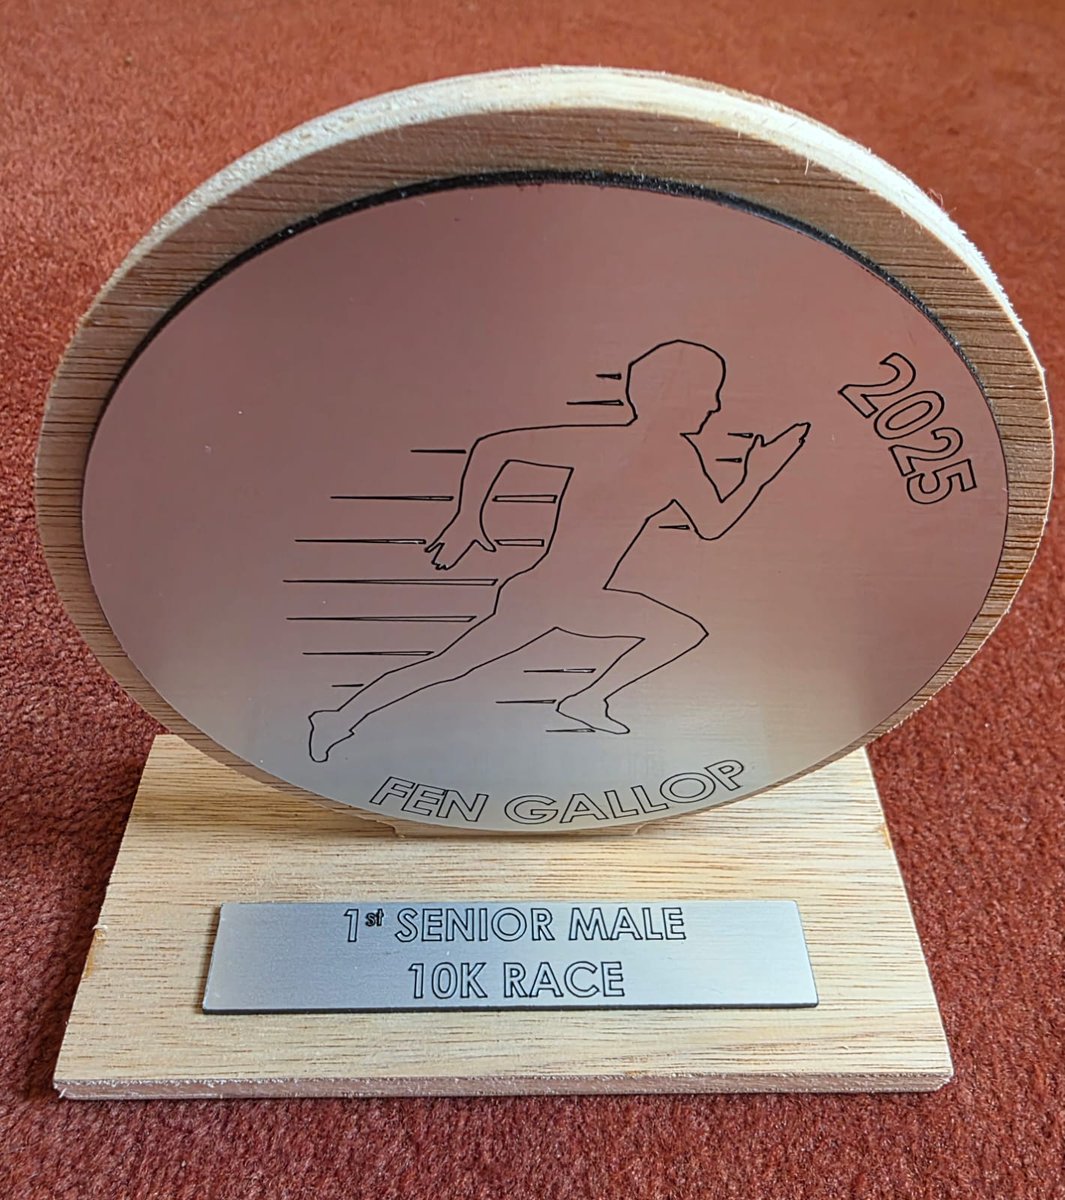 2025
FEN GALLOP
1st SENIOR MALE
10K RACE